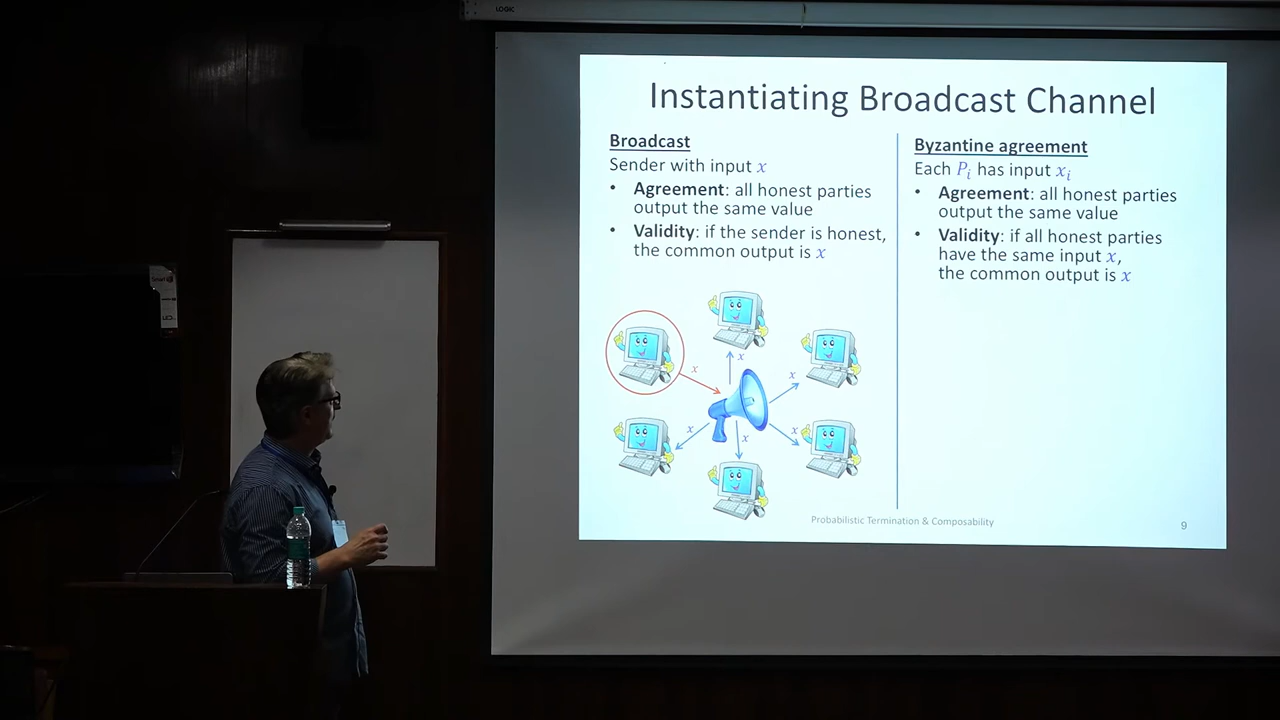 LOGIC
Instantiating Broadcast Channel
Broadcast
Sender with input x
• Agreement: all honest parties
output the same value
• Validity: if the sender is honest,
the common output is x
x
x
x
x
x
x
Byzantine agreement
Each Pᵢ has input xᵢ
• Agreement: all honest parties
output the same value
• Validity: if all honest parties
have the same input x,
the common output is x
Probabilistic Termination & Composability
9